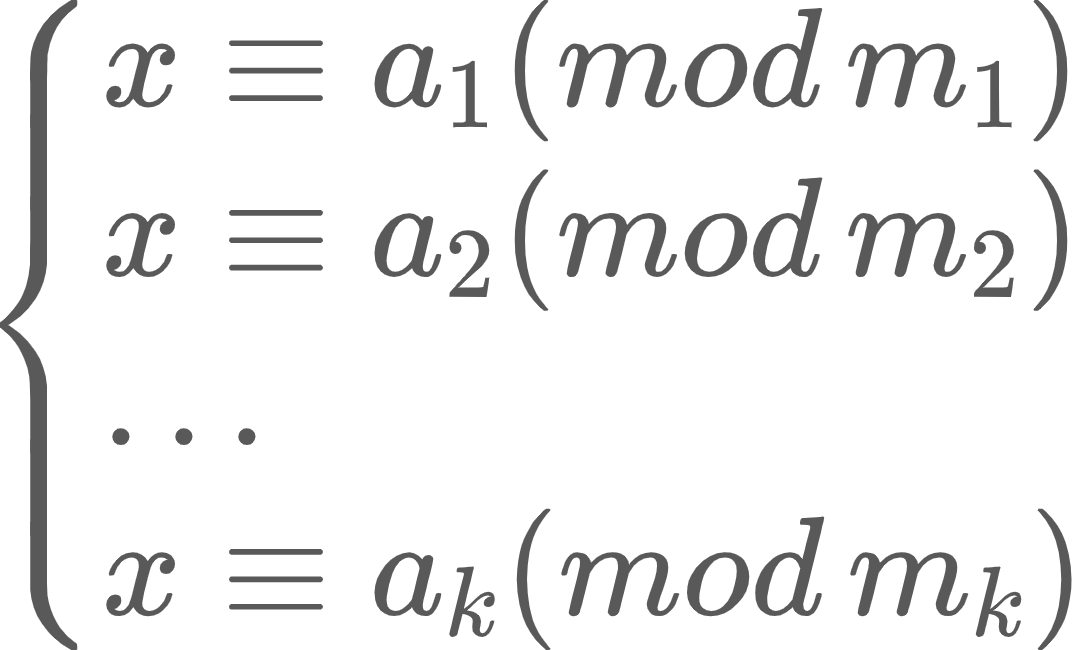 x ≡ a₁(mod m₁)
x ≡ a₂(mod m₂)
···
x ≡ aₖ(mod mₖ)